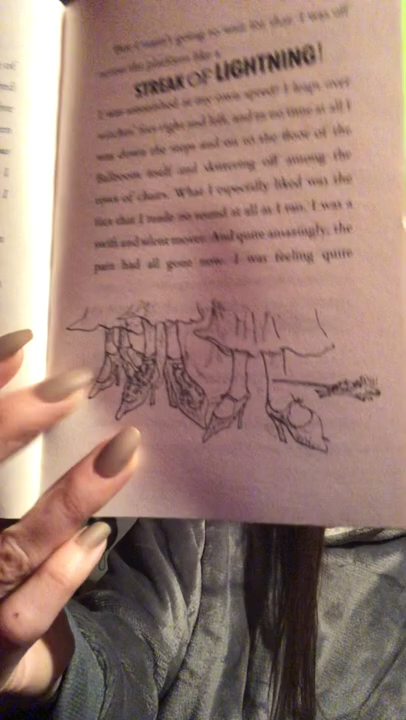 But I wasn't going to wait for that. I was off
across the platform like a
STREAK OF LIGHTNING!
I was astonished at my own speed! I leaps over
witches' feet right and left, and in no time at all I
was down the steps and on to the floor of the
Ballroom itself and skittering off among the
rows of chairs. What I especially liked was the
fact that I made no sound at all as I ran. I was a
swift and silent mover. And quite amazingly, the
pain had all gone now. I was feeling quite